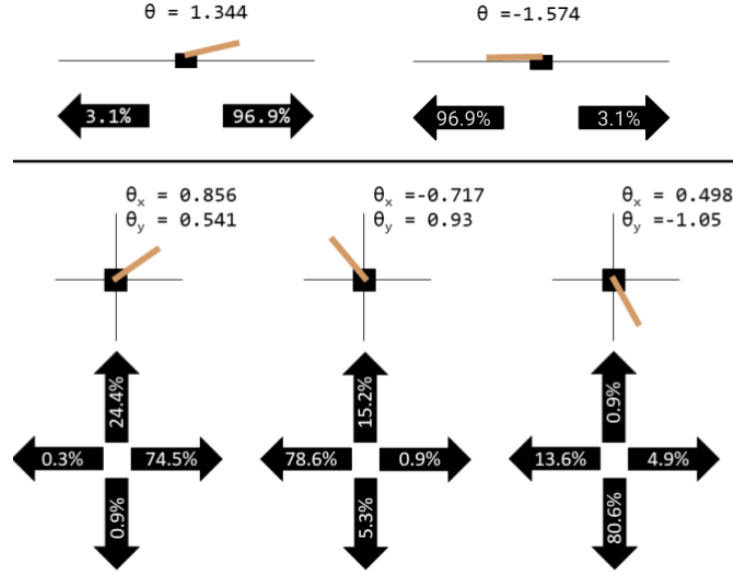 θ = 1.344
θ =-1.574
3.1%
96.9%
96.9%
3.1%
θx = 0.856
θy = 0.541
θx =-0.717
θy = 0.93
θx = 0.498
θy =-1.05
24.4%
0.3%
74.5%
0.9%
15.2%
78.6%
0.9%
5.3%
0.9%
13.6%
4.9%
80.6%